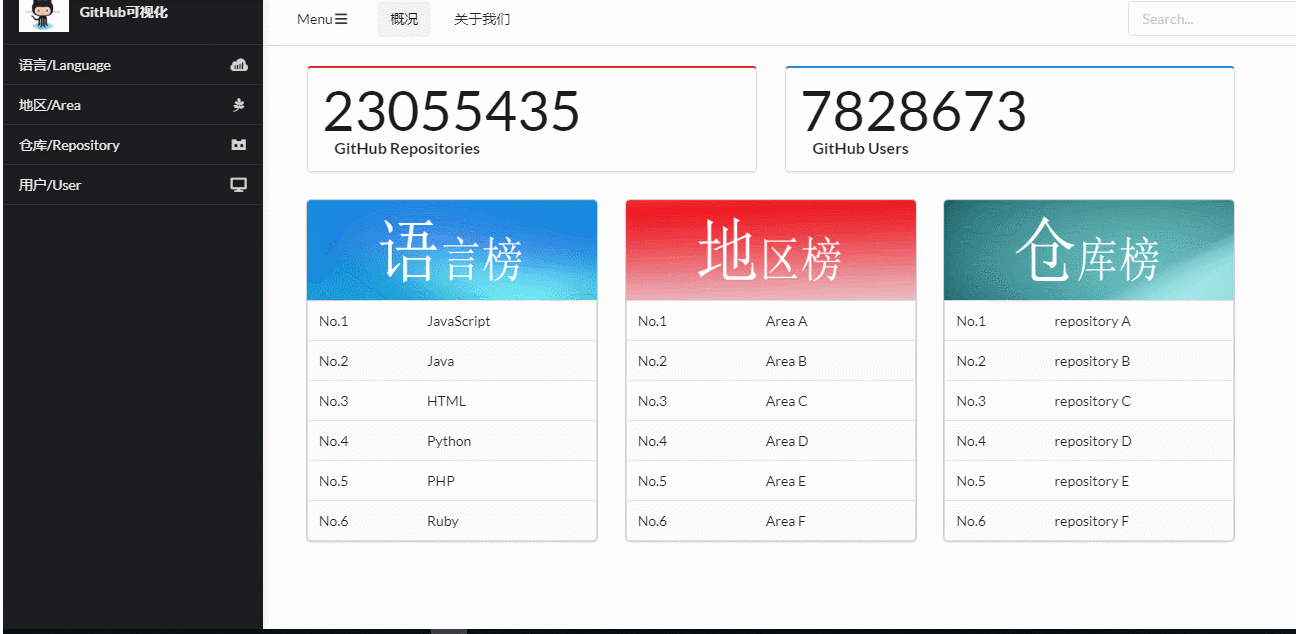 GitHub可视化
Menu 概况 关于我们 Search...
语言/Language
地区/Area
仓库/Repository
用户/User
23055435
GitHub Repositories
7828673
GitHub Users
语言榜
No.1 JavaScript
No.2 Java
No.3 HTML
No.4 Python
No.5 PHP
No.6 Ruby
地区榜
No.1 Area A
No.2 Area B
No.3 Area C
No.4 Area D
No.5 Area E
No.6 Area F
仓库榜
No.1 repository A
No.2 repository B
No.3 repository C
No.4 repository D
No.5 repository E
No.6 repository F